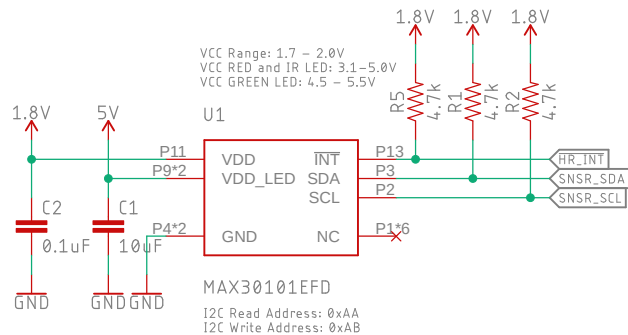 1.8V 1.8V 1.8V
VCC Range: 1.7 - 2.0V
VCC RED and IR LED: 3.1-5.0V
VCC GREEN LED: 4.5 - 5.5V
R5 4.7k R1 4.7k R2 4.7k
1.8V 5V U1
P11 VDD INT P13 HR_INT
P9*2 VDD_LED SDA P3 SNSR_SDA
SCL P2 SNSR_SCL
C2 C1
0.1uF 10uF P4*2 GND NC P1*6
GND GND GND
MAX30101EFD
I2C Read Address: 0xAA
I2C Write Address: 0xAB